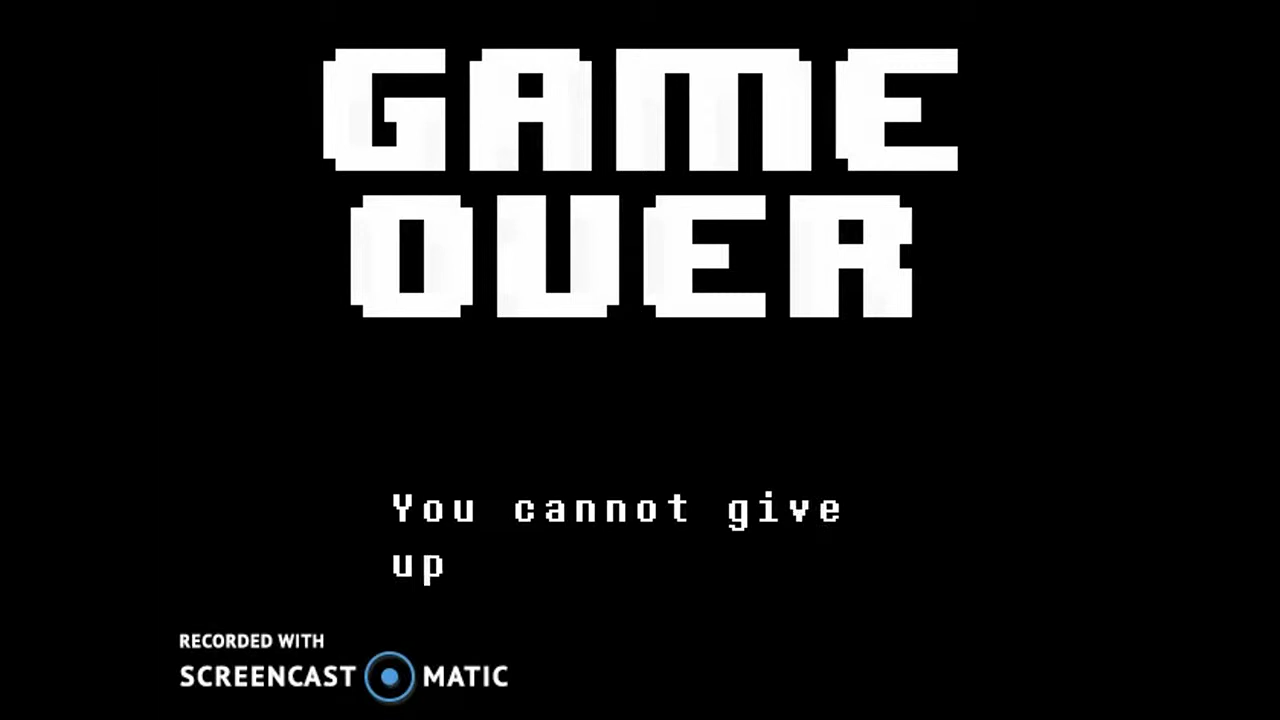 GAME
OVER
You cannot give
up
RECORDED WITH
SCREENCAST MATIC